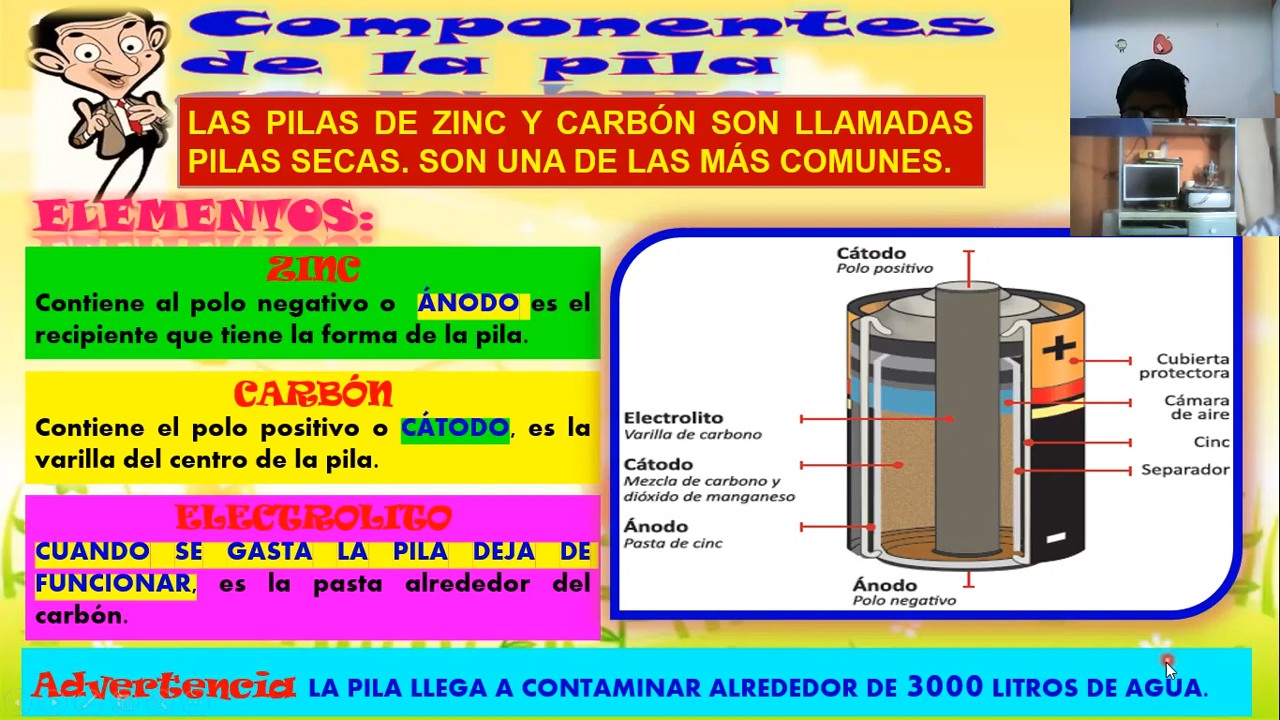 Componentes
de la pila
LAS PILAS DE ZINC Y CARBÓN SON LLAMADAS
PILAS SECAS. SON UNA DE LAS MÁS COMUNES.
ELEMENTOS:
ZINC
Contiene al polo negativo o ÁNODO es el
recipiente que tiene la forma de la pila.
CARBÓN
Contiene el polo positivo o CÁTODO, es la
varilla del centro de la pila.
ELECTROLITO
CUANDO SE GASTA LA PILA DEJA DE
FUNCIONAR, es la pasta alrededor del
carbón.
Cátodo
Polo positivo
+
Cubierta
protectora
Cámara
de aire
Cinc
Separador
Electrolito
Varilla de carbono
Cátodo
Mezcla de carbono y
dióxido de manganeso
Ánodo
Pasta de cinc
-
Ánodo
Polo negativo
Advertencia LA PILA LLEGA A CONTAMINAR ALREDEDOR DE 3000 LITROS DE AGUA.